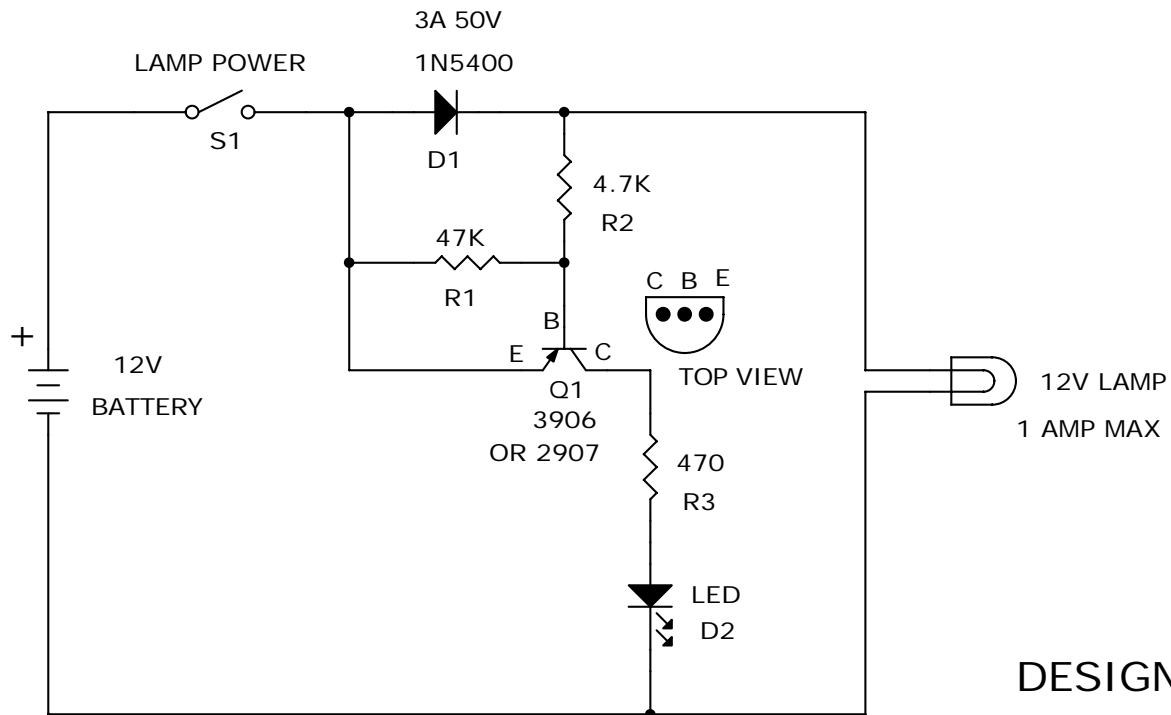 3A 50V
LAMP POWER
1N5400
S1
D1
4.7K
R2
47K
R1
C B E
B
E
C
TOP VIEW
+
12V
BATTERY
Q1
3906
OR 2907
12V LAMP
1 AMP MAX
470
R3
LED
D2
DESIGN